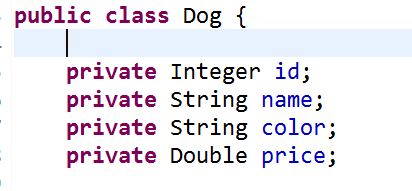 public class Dog {
private Integer id;
private String name;
private String color;
private Double price;